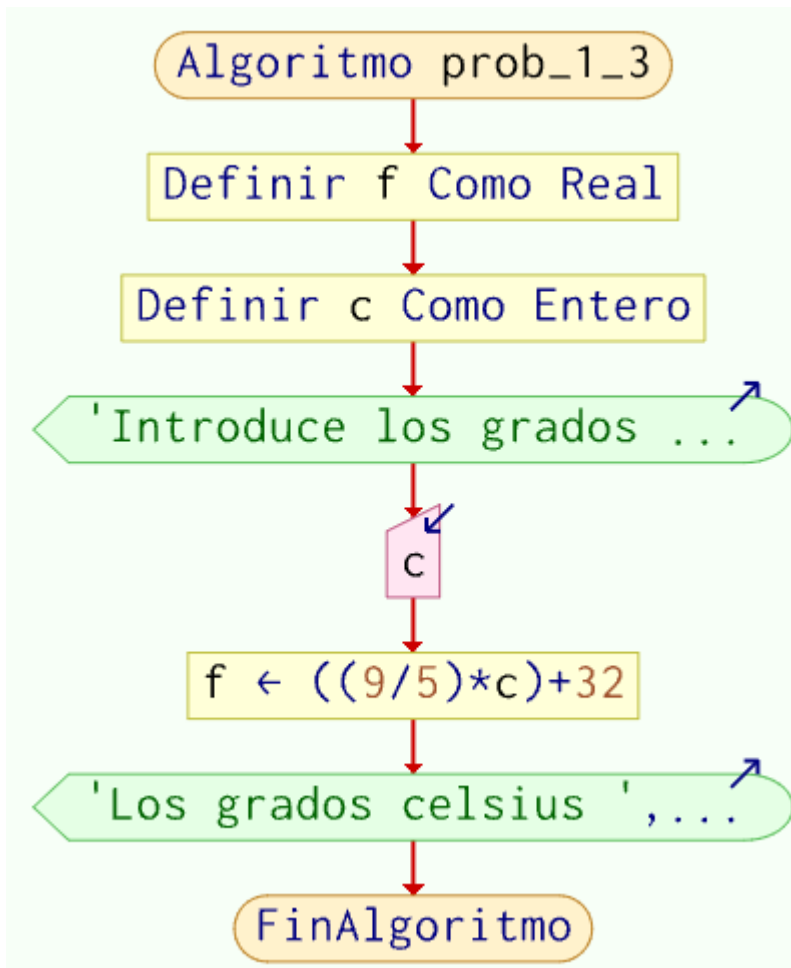 Algoritmo prob_1_3
Definir f Como Real
Definir c Como Entero
'Introduce los grados ...
c
f ← ((9/5)*c)+32
'Los grados celsius ',...
FinAlgoritmo